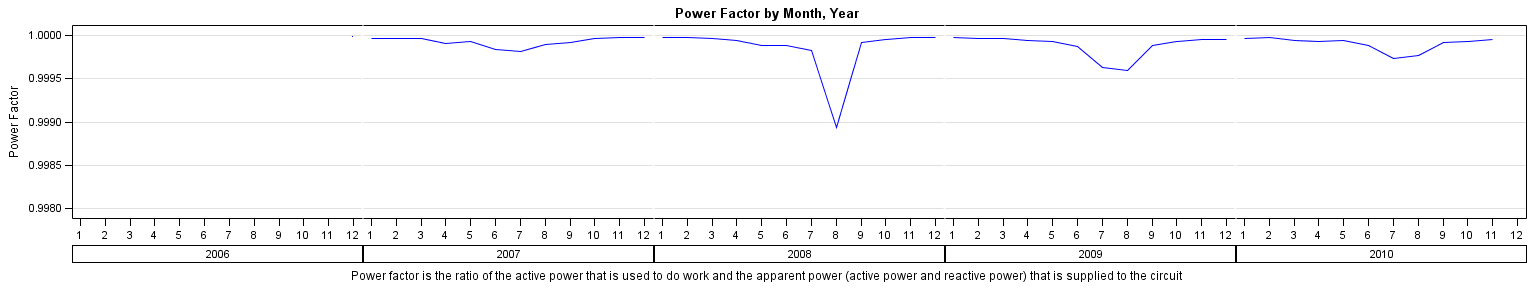 Power Factor by Month, Year
1.0000
0.9995
0.9990
0.9985
0.9980
Power Factor
1 2 3 4 5 6 7 8 9 10 11 12 1 2 3 4 5 6 7 8 9 10 11 12 1 2 3 4 5 6 7 8 9 10 11 12 1 2 3 4 5 6 7 8 9 10 11 12 1 2 3 4 5 6 7 8 9 10 11 12
2006 2007 2008 2009 2010
Power factor is the ratio of the active power that is used to do work and the apparent power (active power and reactive power) that is supplied to the circuit